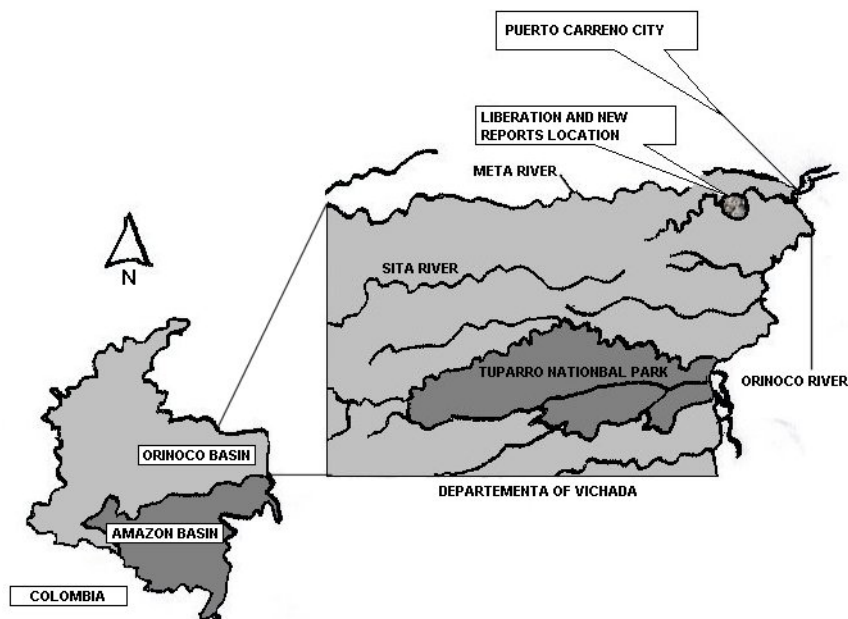 PUERTO CARRENO CITY
LIBERATION AND NEW
REPORTS LOCATION
META RIVER
SITA RIVER
N
TUPARRO NATIONBAL PARK
ORINOCO RIVER
ORINOCO BASIN
DEPARTEMENTA OF VICHADA
AMAZON BASIN
COLOMBIA